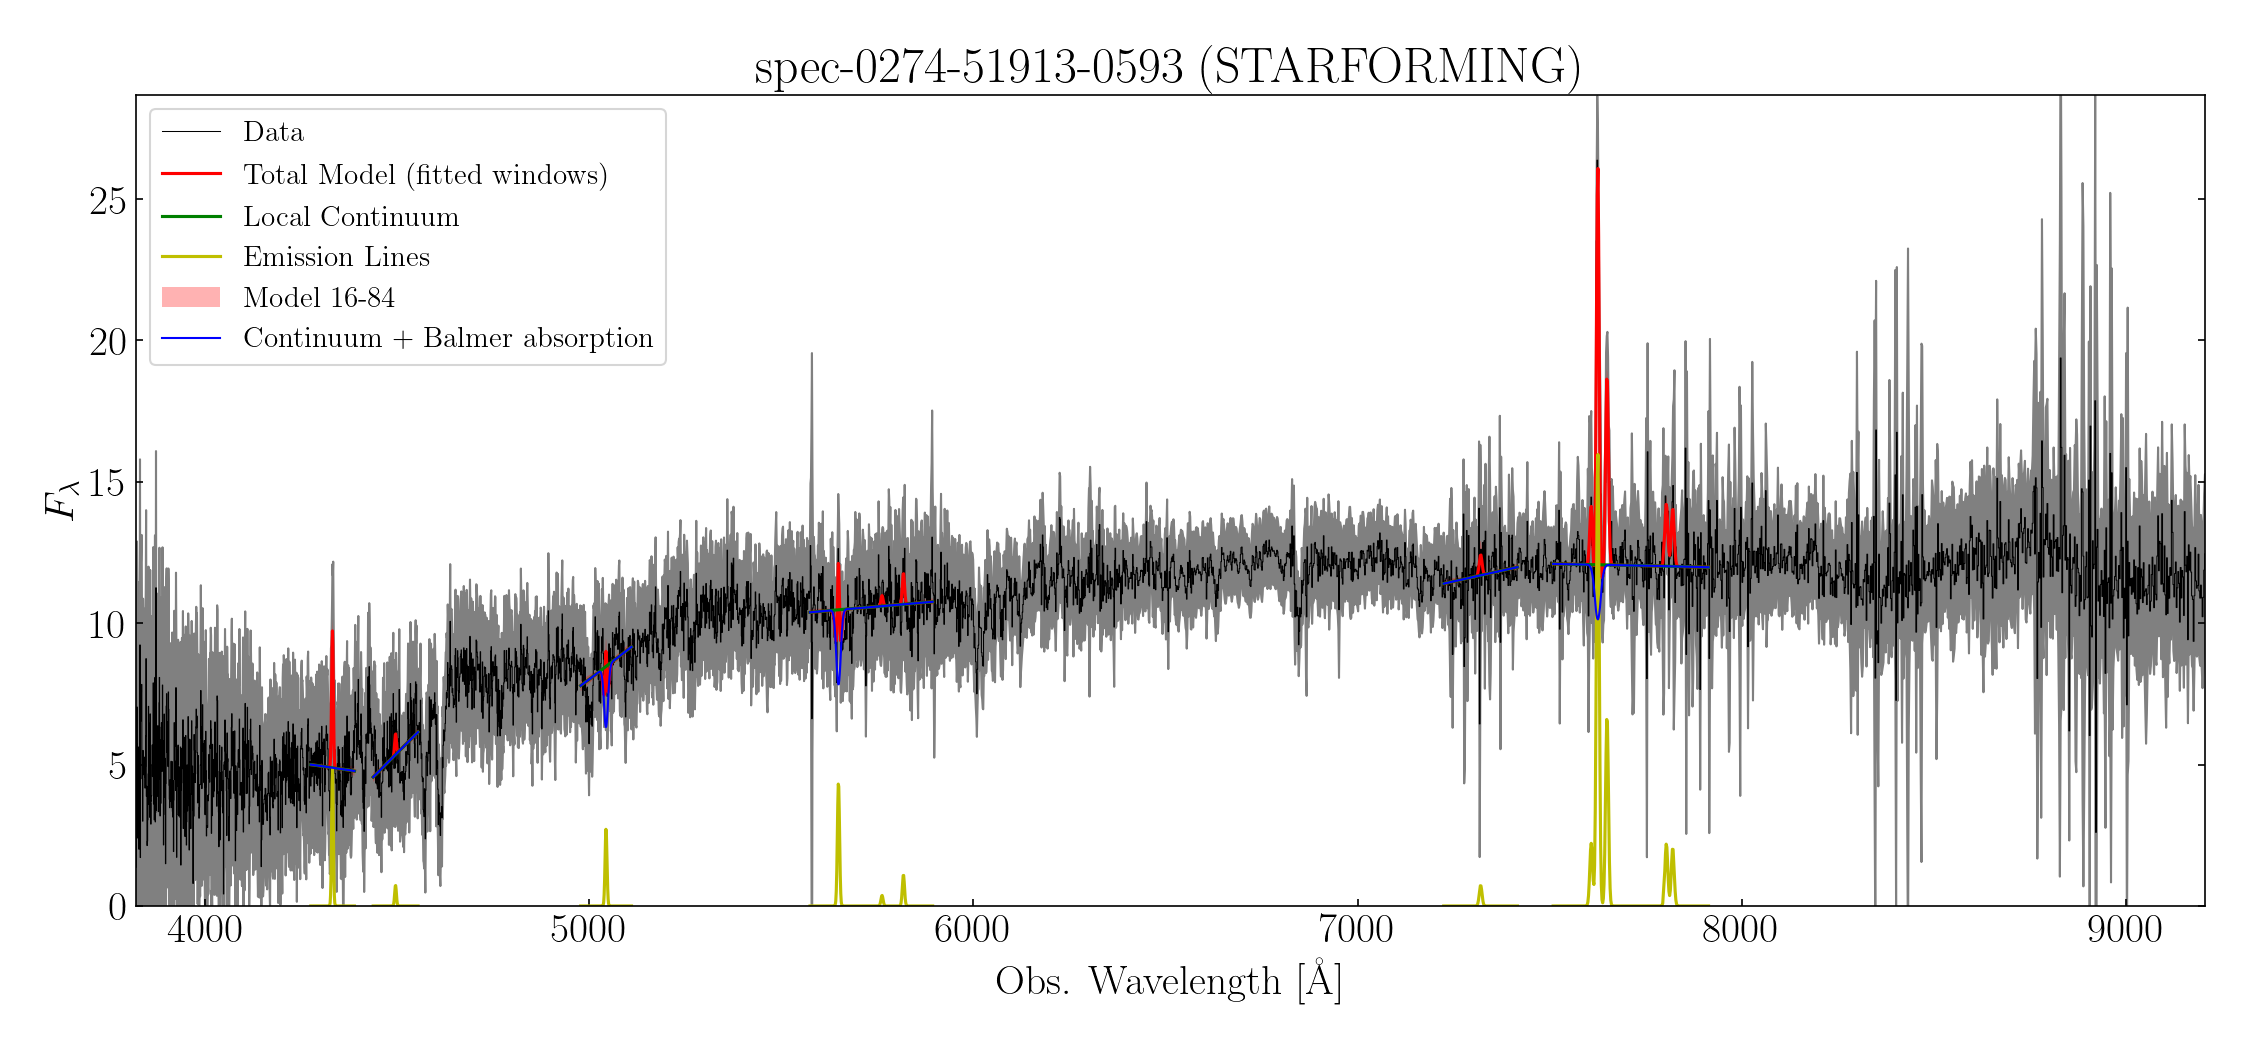 spec-0274-51913-0593 (STARFORMING)
Data
Total Model (fitted windows)
Local Continuum
Emission Lines
Model 16-84
Continuum + Balmer absorption
25
20
15
10
5
0
F_λ
4000 5000 6000 7000 8000 9000
Obs. Wavelength [Å]